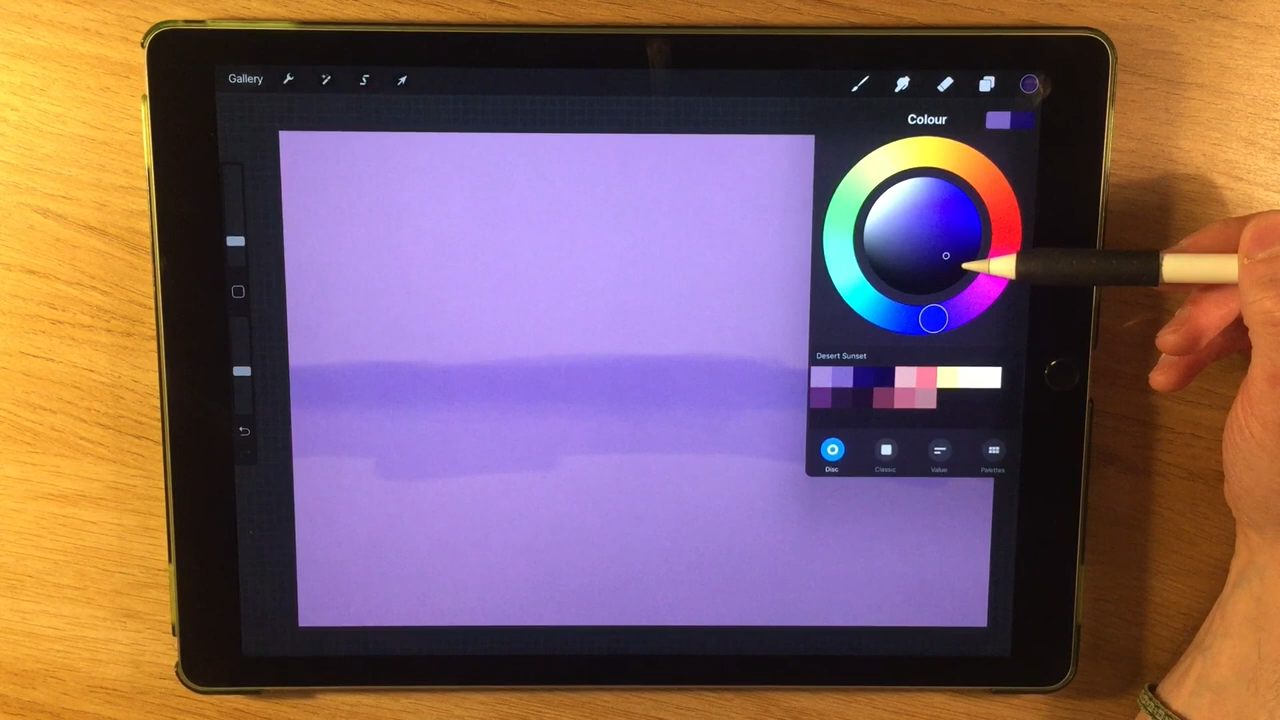 Gallery
Colour
Desert Sunset
Disc
Classic
Value
Palettes